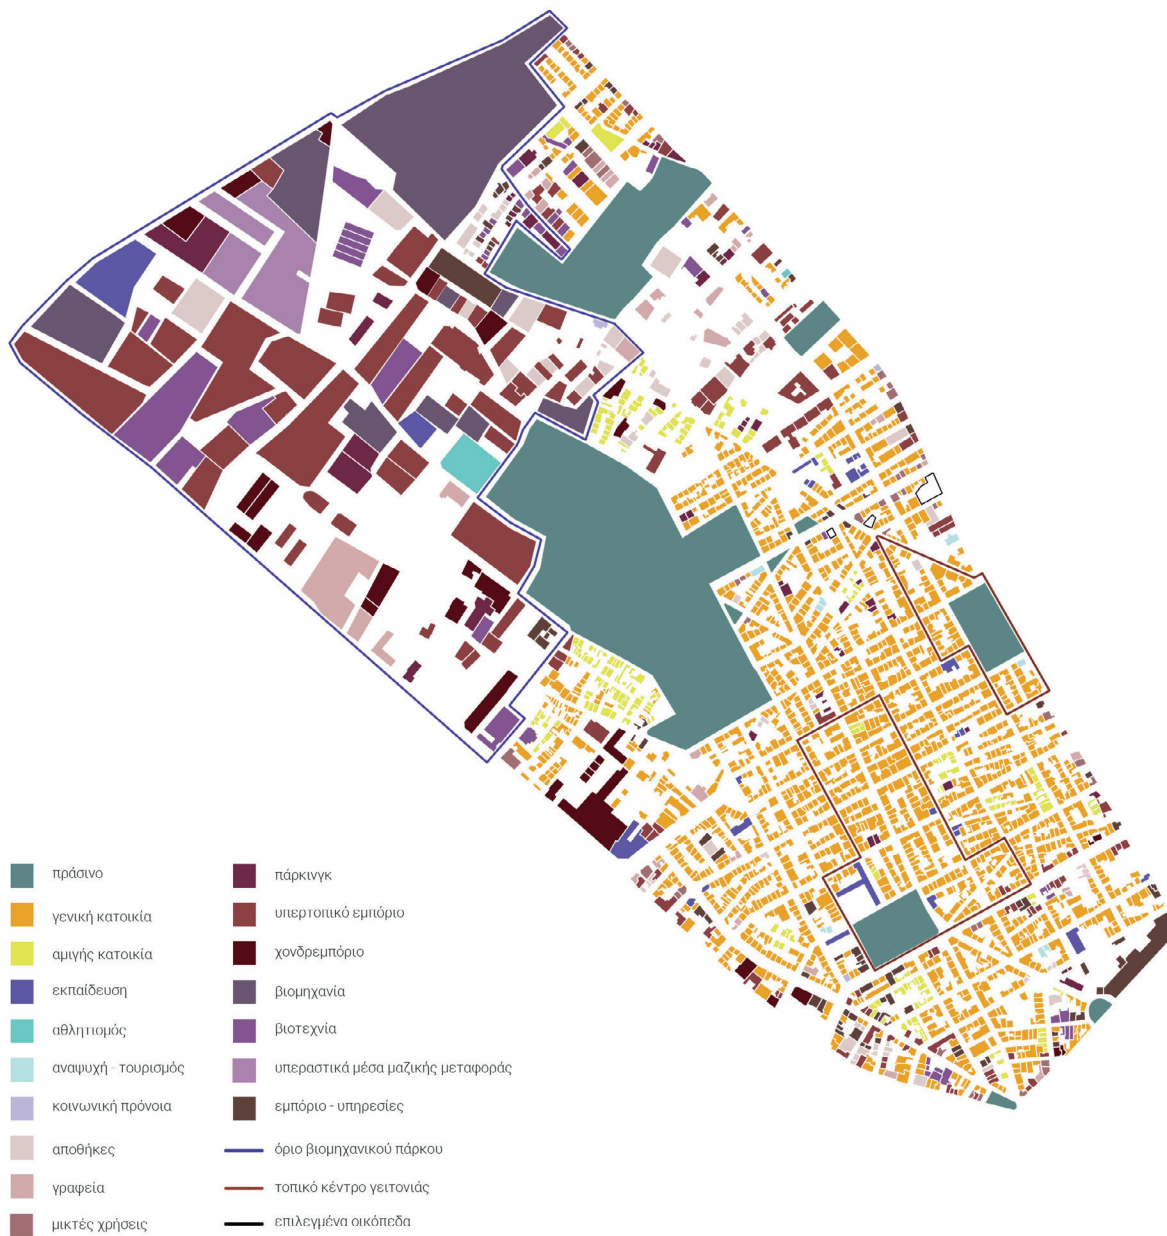 πράσινο
γενική κατοικία
αμιγής κατοικία
εκπαίδευση
αθλητισμός
αναψυχή - τουρισμός
κοινωνική πρόνοια
αποθήκες
γραφεία
μικτές χρήσεις
πάρκινγκ
υπερτοπικό εμπόριο
χονδρεμπόριο
βιομηχανία
βιοτεχνία
υπεραστικά μέσα μαζικής μεταφοράς
εμπόριο - υπηρεσίες
όριο βιομηχανικού πάρκου
τοπικό κέντρο γειτονιάς
επιλεγμένα οικόπεδα